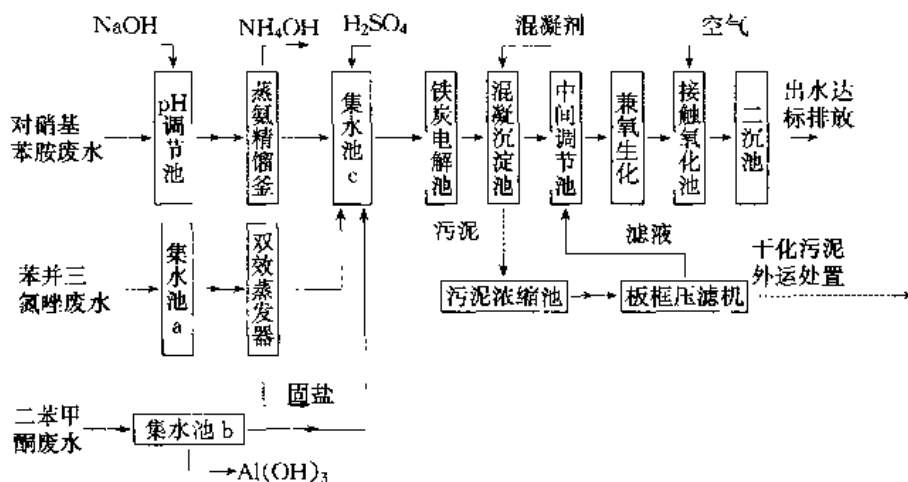 NaOH
NH₄OH
H₂SO₄
混凝剂
空气
对硝基
苯胺废水
pH调节池
蒸氨精馏釜
集水池c
铁炭电解池
混凝沉淀池
中间调节池
兼氧生化
接触氧化池
二沉池
出水达
标排放
污泥
滤液
干化污泥
外运处置
苯并三
氮唑废水
集水池a
双效蒸发器
污泥浓缩池
板框压滤机
固盐
二苯甲
酮废水
集水池 b
Al(OH)₃